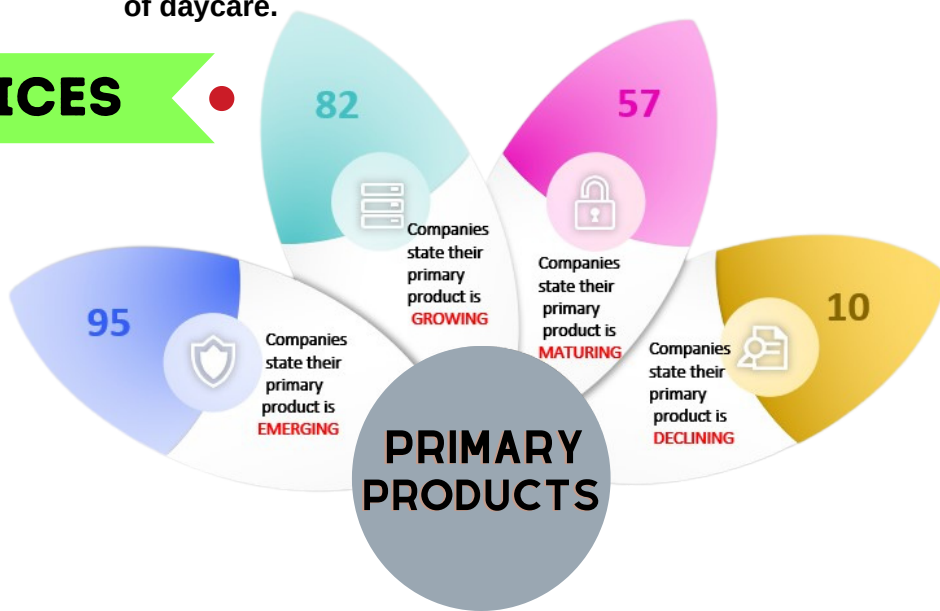 of daycare.
ICES
82
57
95
10
Companies
state their
primary
product is
GROWING
Companies
state their
primary
product is
MATURING
Companies
state their
primary
product is
EMERGING
Companies
state their
primary
product is
DECLINING
PRIMARY
PRODUCTS